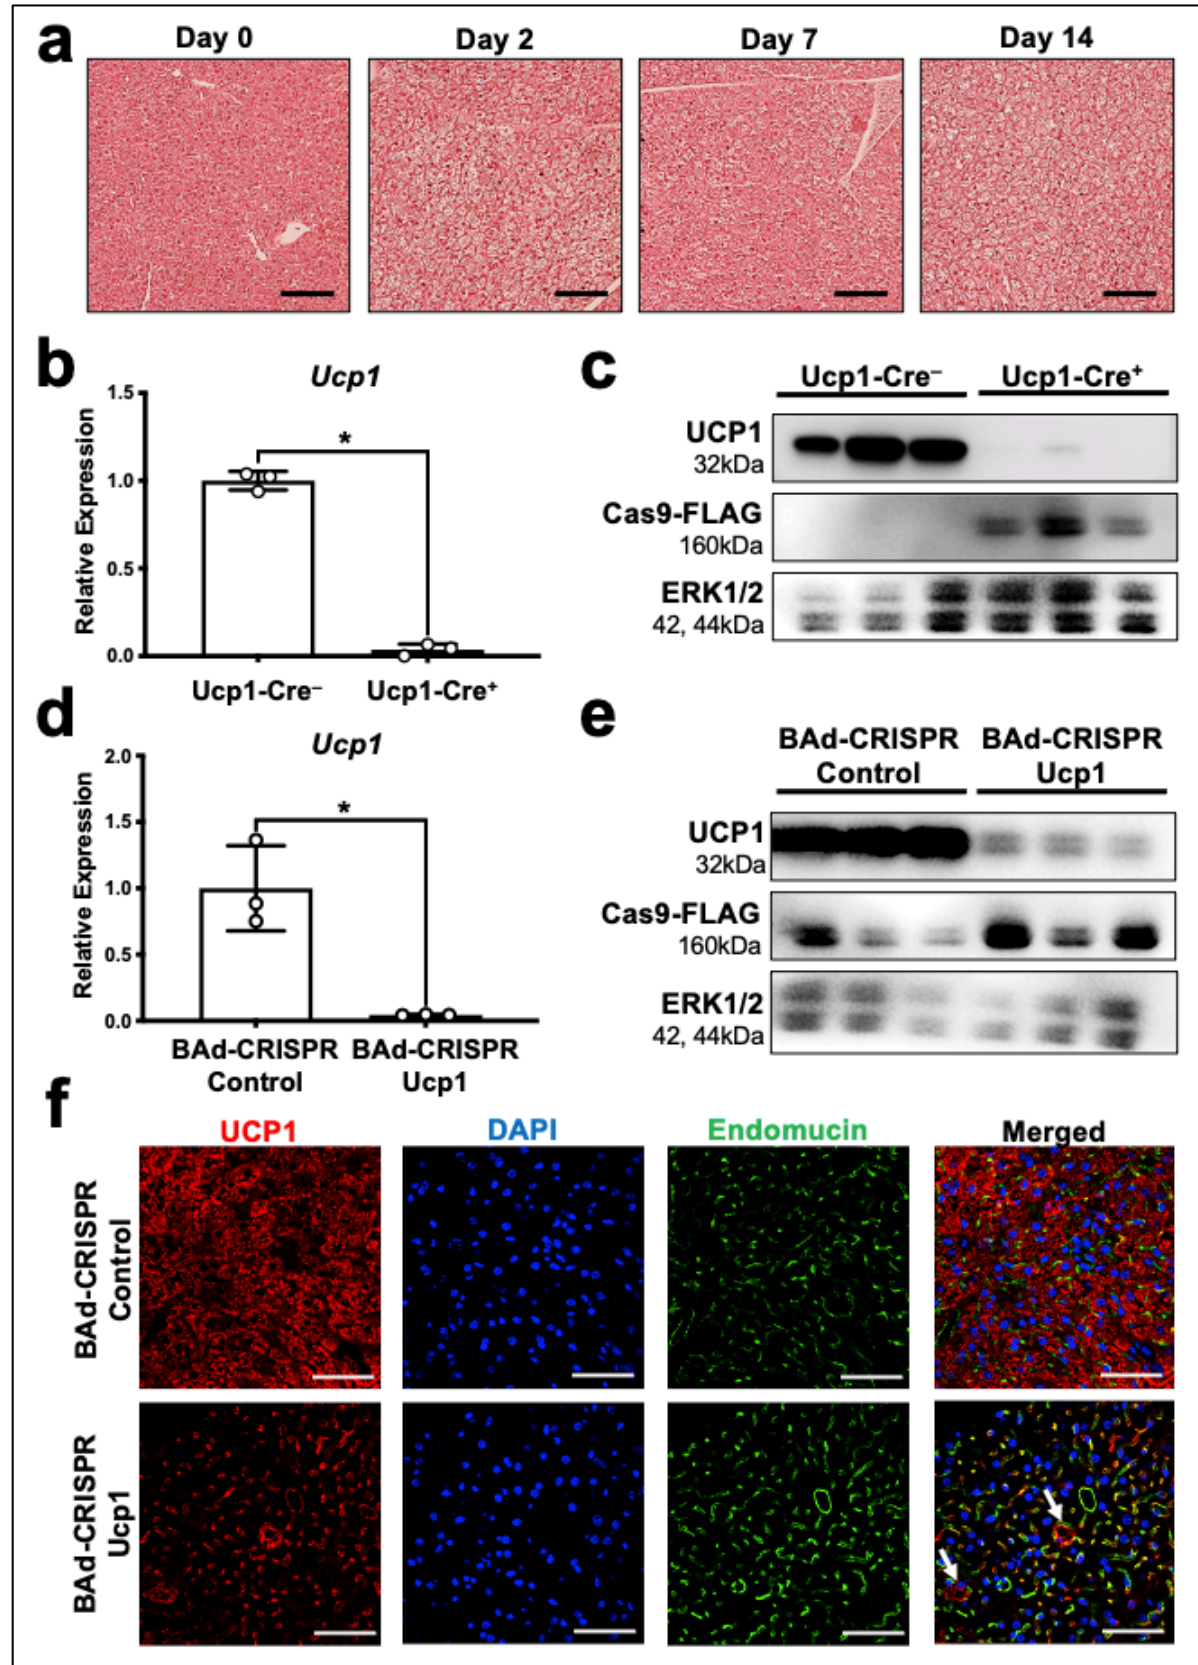 a
Day 0 Day 2 Day 7 Day 14
b
Ucp1
Relative Expression
1.5
1.0
0.5
0.0
*
Ucp1-Cre⁻ Ucp1-Cre⁺
c
Ucp1-Cre⁻ Ucp1-Cre⁺
UCP1
32kDa
Cas9-FLAG
160kDa
ERK1/2
42, 44kDa
d
Ucp1
Relative Expression
2.0
1.5
1.0
0.5
0.0
*
BAd-CRISPR BAd-CRISPR
Control Ucp1
e
BAd-CRISPR BAd-CRISPR
Control Ucp1
UCP1
32kDa
Cas9-FLAG
160kDa
ERK1/2
42, 44kDa
f
UCP1 DAPI Endomucin Merged
BAd-CRISPR
Control
BAd-CRISPR
Ucp1